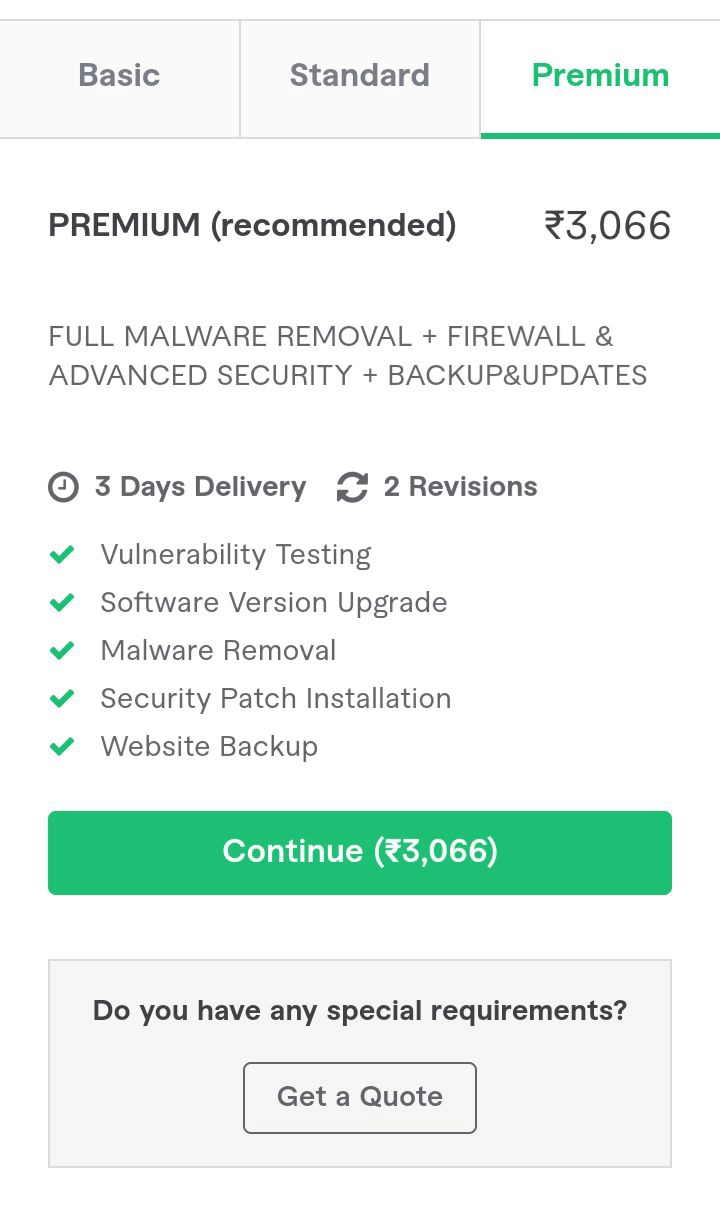 Basic Standard Premium
PREMIUM (recommended) ₹3,066
FULL MALWARE REMOVAL + FIREWALL &
ADVANCED SECURITY + BACKUP&UPDATES
3 Days Delivery 2 Revisions
Vulnerability Testing
Software Version Upgrade
Malware Removal
Security Patch Installation
Website Backup
Continue (₹3,066)
Do you have any special requirements?
Get a Quote